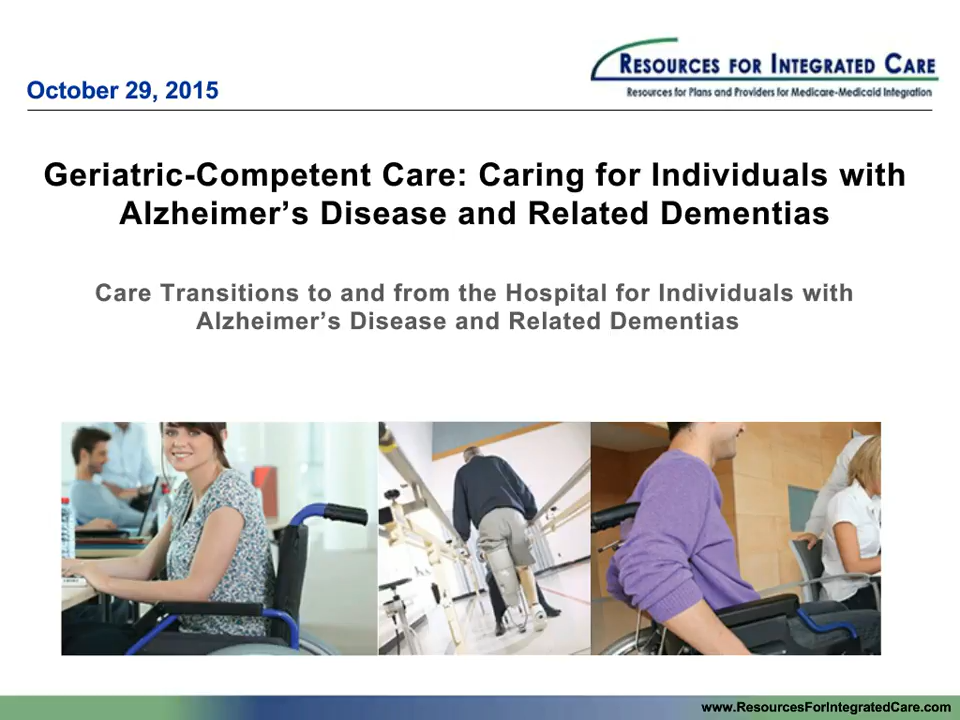 October 29, 2015
RESOURCES FOR INTEGRATED CARE
Resources for Plans and Providers for Medicare-Medicaid Integration
Geriatric-Competent Care: Caring for Individuals with
Alzheimer’s Disease and Related Dementias
Care Transitions to and from the Hospital for Individuals with
Alzheimer’s Disease and Related Dementias
www.ResourcesForIntegratedCare.com